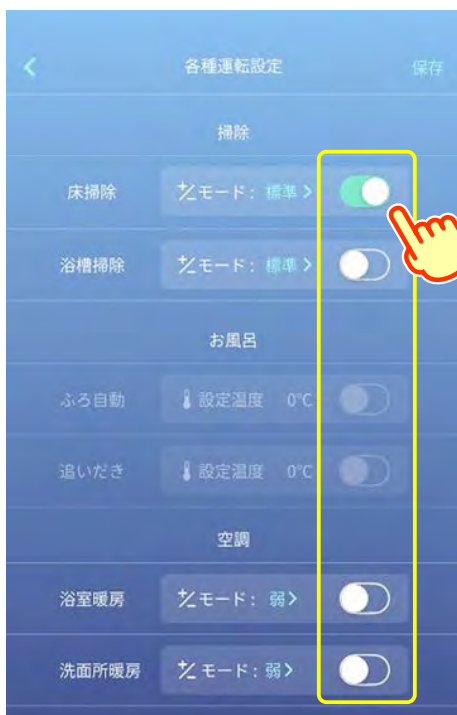 各種運転設定 保存
掃除
床掃除 モード： 標準 >
浴槽掃除 モード： 標準 >
お風呂
ふろ自動 設定温度 0℃
追いだき 設定温度 0℃
空調
浴室暖房 モード： 弱 >
洗面所暖房 モード： 弱 >